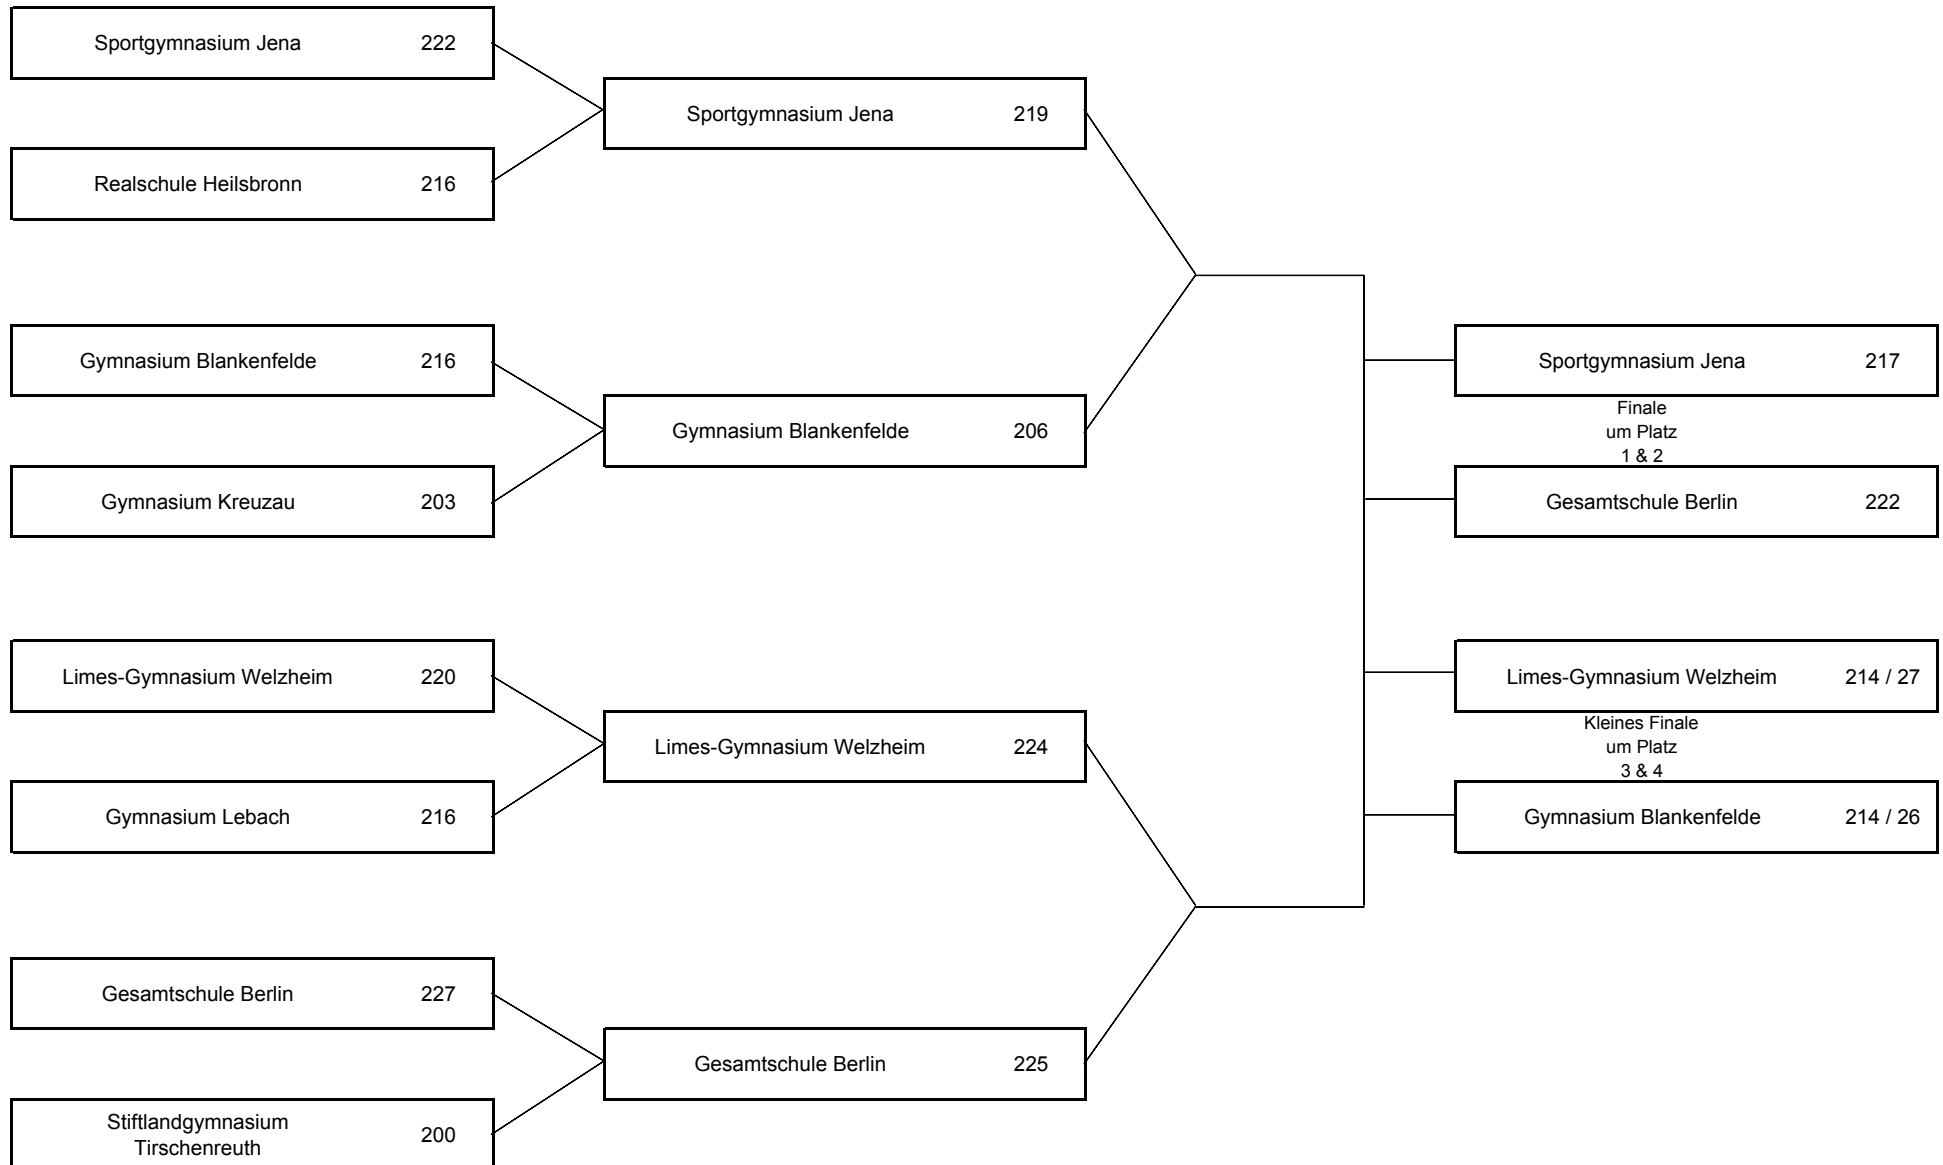 Sportgymnasium Jena 222
Realschule Heilsbronn 216
Gymnasium Blankenfelde 216
Gymnasium Kreuzau 203
Limes-Gymnasium Welzheim 220
Gymnasium Lebach 216
Gesamtschule Berlin 227
Stiftlandgymnasium
Tirschenreuth 200
Sportgymnasium Jena 219
Gymnasium Blankenfelde 206
Limes-Gymnasium Welzheim 224
Gesamtschule Berlin 225
Sportgymnasium Jena 217
Finale
um Platz
1 & 2
Gesamtschule Berlin 222
Limes-Gymnasium Welzheim 214 / 27
Kleines Finale
um Platz
3 & 4
Gymnasium Blankenfelde 214 / 26